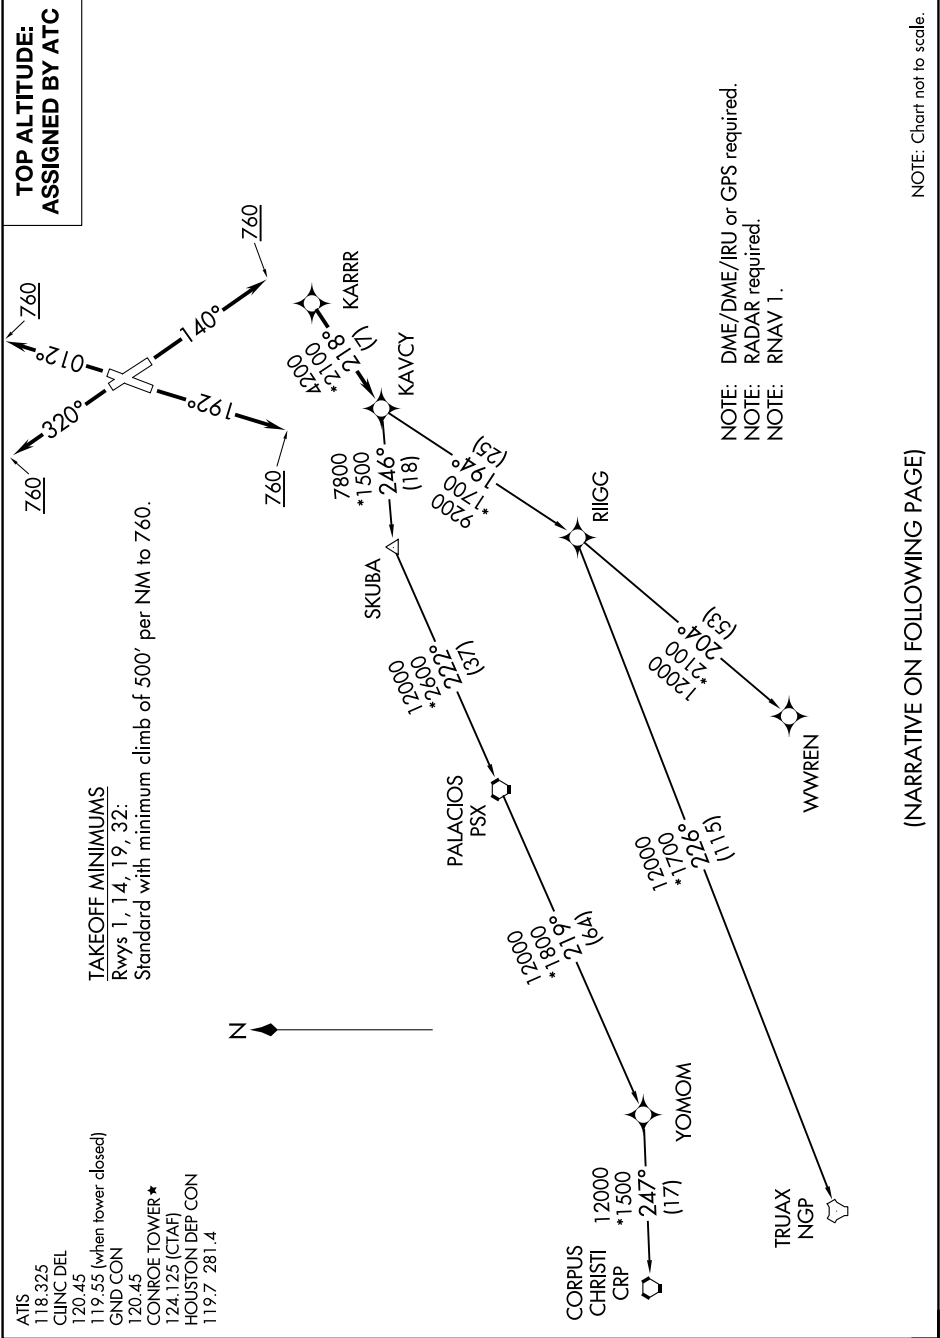 TOP ALTITUDE:
ASSIGNED BY ATC
ATIS
118.325
CLNC DEL
120.45
119.55 (when tower closed)
GND CON
120.45
CONROE TOWER★
124.125 (CTAF)
HOUSTON DEP CON
119.7 281.4
TAKEOFF MINIMUMS
Rwys 1, 14, 19, 32:
Standard with minimum climb of 500' per NM to 760.
N
760
320°
760
012°
192°
760
140°
760
KARRR
4200
*2100
218°
(7)
KAVCY
7800
*1500
246°
(18)
SKUBA
9200
*1700
194°
(25)
RIIGG
12000
*2600
222°
(37)
PALACIOS
PSX
12000
*1800
219°
(64)
YOMOM
12000
*1500
247°
(17)
CORPUS
CHRISTI
CRP
12000
*2100
204°
(53)
WWREN
12000
*1700
226°
(115)
TRUAX
NGP
NOTE: DME/DME/IRU or GPS required.
NOTE: RADAR required.
NOTE: RNAV 1.
(NARRATIVE ON FOLLOWING PAGE)
NOTE: Chart not to scale.